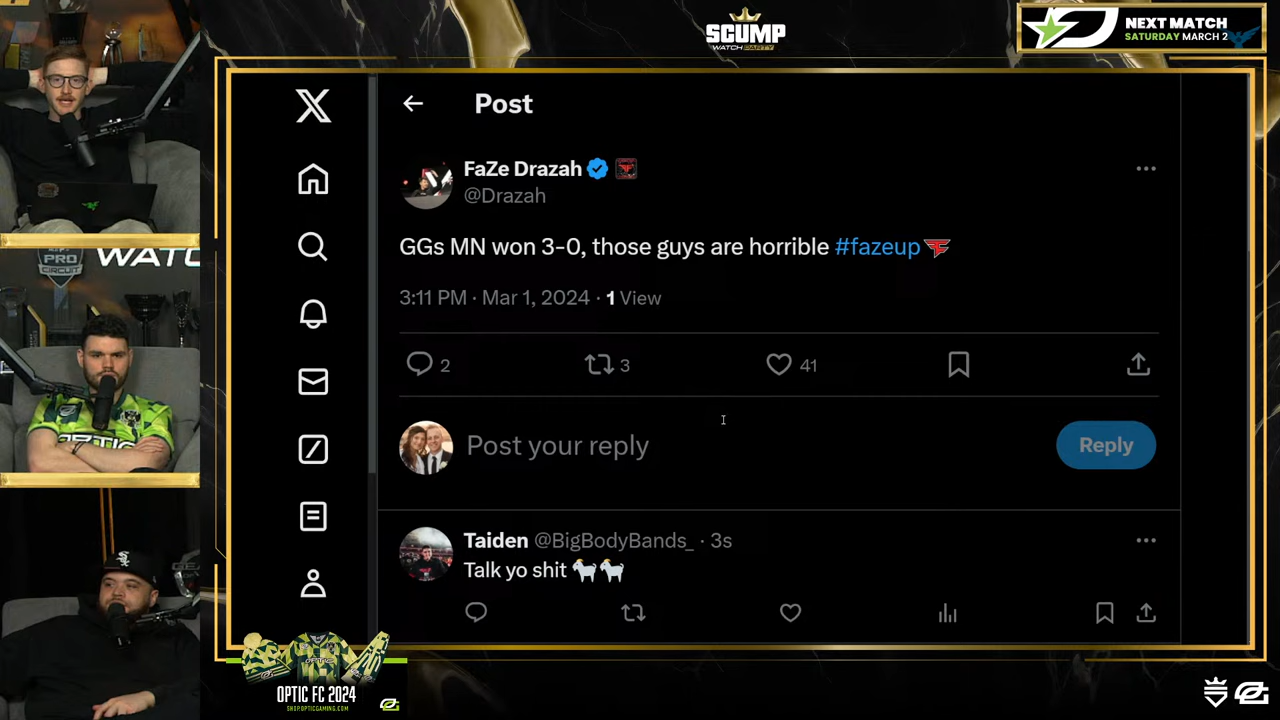 SCUMP
WATCH PARTY
NEXT MATCH
SATURDAY MARCH 2
Post
FaZe Drazah
@Drazah
GGs MN won 3-0, those guys are horrible #fazeup
3:11 PM · Mar 1, 2024 · 1 View
2
3
41
Post your reply
Reply
Taiden @BigBodyBands_ · 3s
Talk yo shit 🐐🐐
PRO
CIRCUIT
WATC
OPTIC
OPTIC FC 2024
SHOP.OPTICGAMING.COM